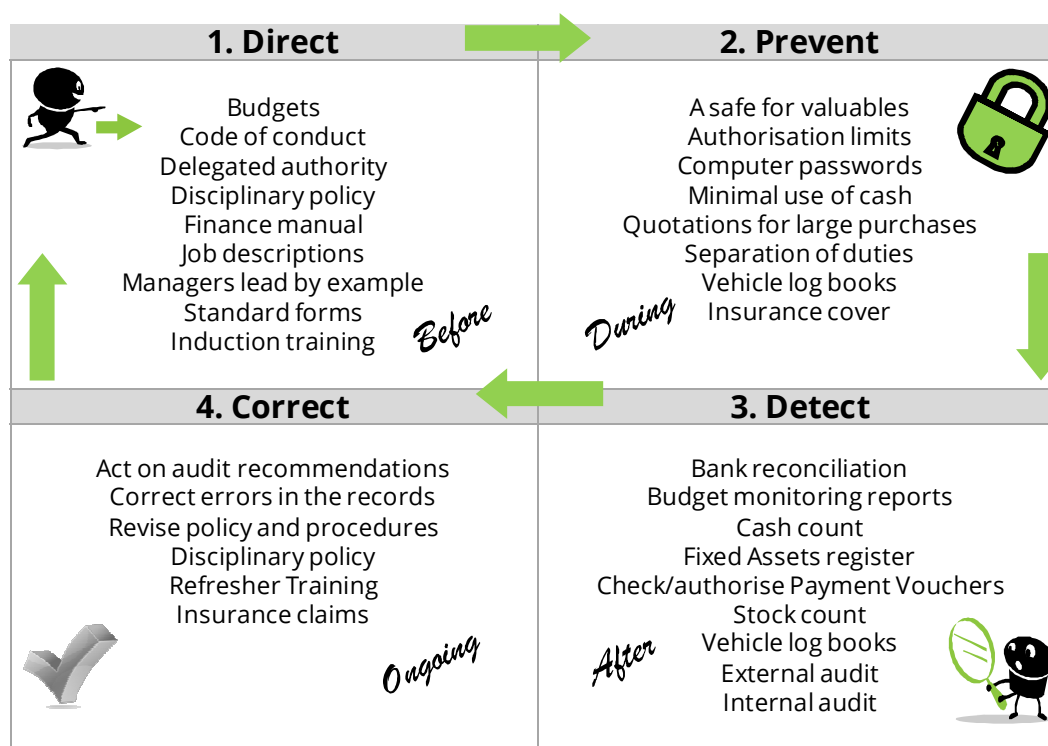 1. Direct
Budgets
Code of conduct
Delegated authority
Disciplinary policy
Finance manual
Job descriptions
Managers lead by example
Standard forms
Induction training
Before
2. Prevent
A safe for valuables
Authorisation limits
Computer passwords
Minimal use of cash
Quotations for large purchases
Separation of duties
Vehicle log books
Insurance cover
During
3. Detect
Bank reconciliation
Budget monitoring reports
Cash count
Fixed Assets register
Check/authorise Payment Vouchers
Stock count
Vehicle log books
External audit
Internal audit
After
4. Correct
Act on audit recommendations
Correct errors in the records
Revise policy and procedures
Disciplinary policy
Refresher Training
Insurance claims
Ongoing